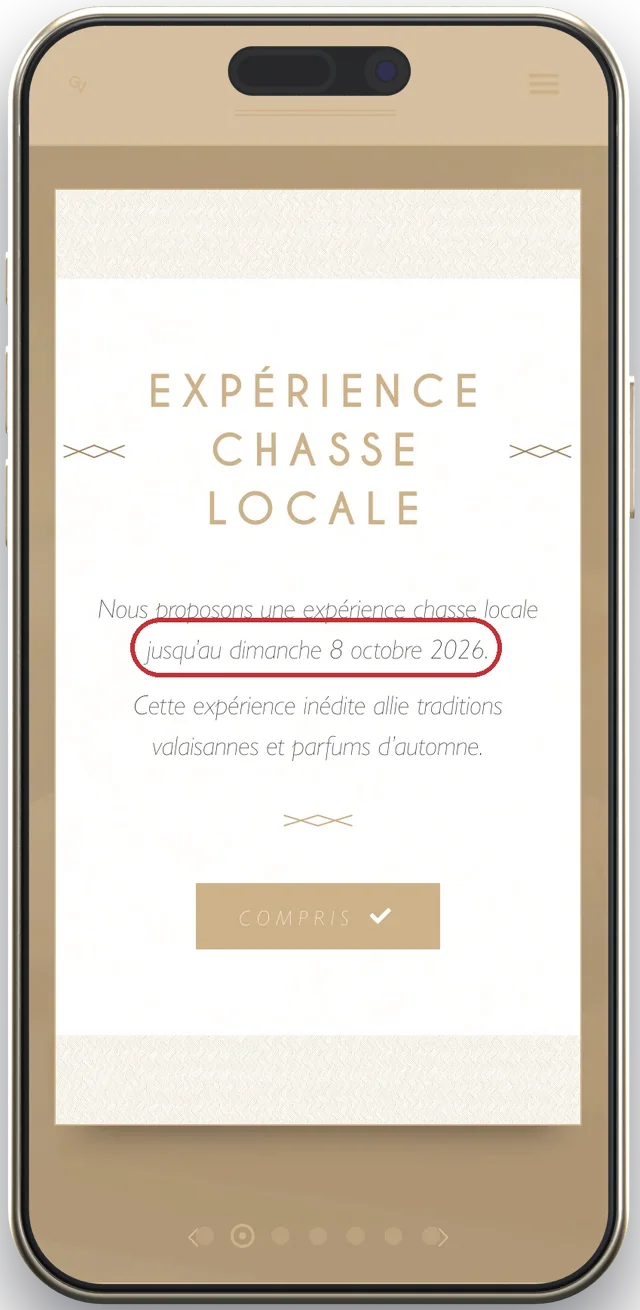 GV
EXPÉRIENCE
CHASSE
LOCALE
Nous proposons une expérience chasse locale
jusqu'au dimanche 8 octobre 2026.
Cette expérience inédite allie traditions
valaisannes et parfums d'automne.
COMPRIS